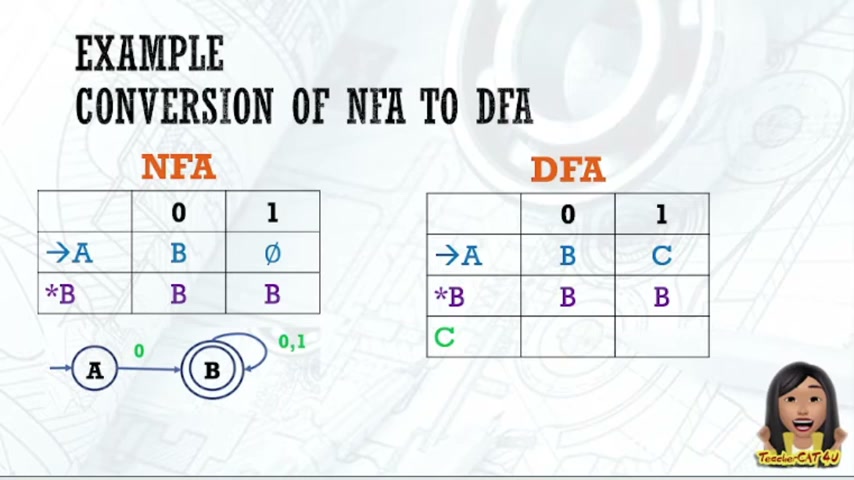 EXAMPLE
CONVERSION OF NFA TO DFA
NFA
0 1
→A B Ø
*B B B
A 0 B 0,1
DFA
0 1
→A B C
*B B B
C
TeacherCAT4U